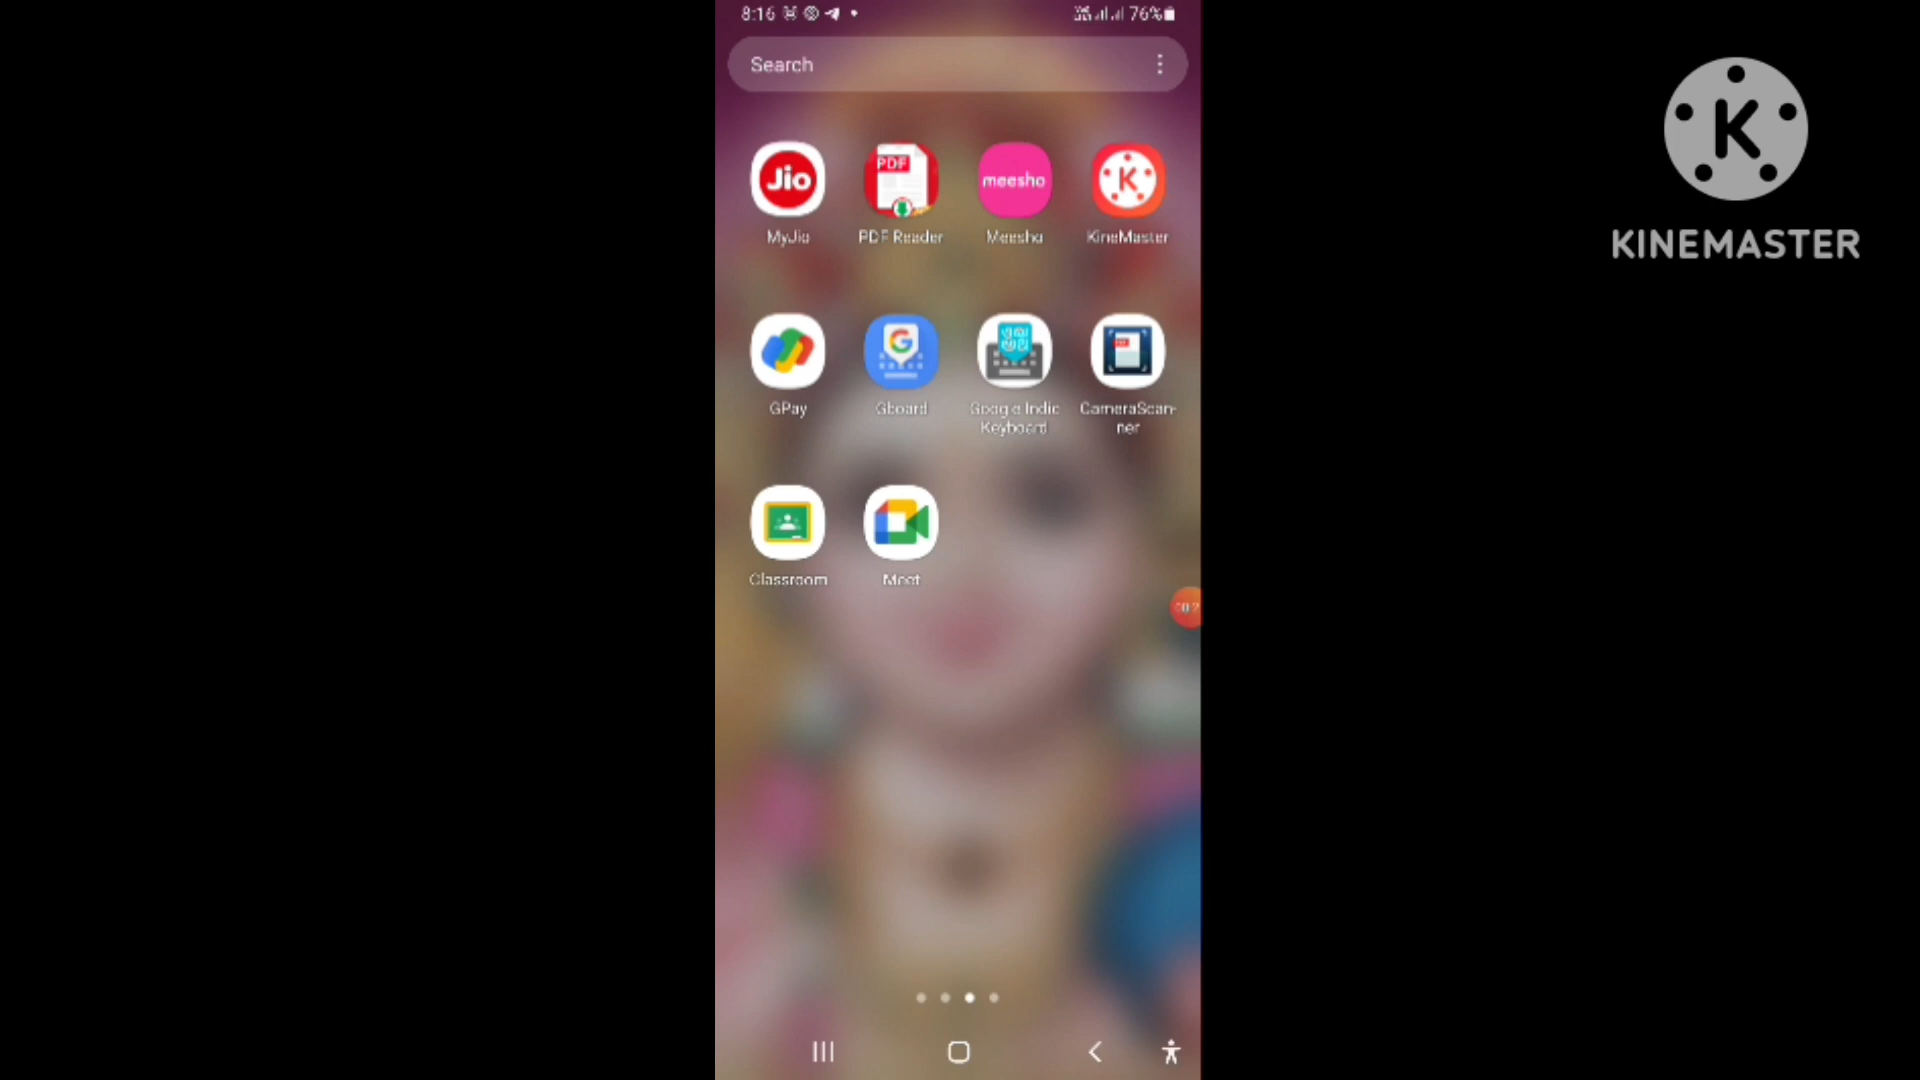 8:16 76%
Search
Jio PDF meesho K
MyJio PDF Reader Meesho KineMaster
GPay Gboard Google Indic Keyboard CameraScan-
ner
Classroom Meet
K
KINEMASTER